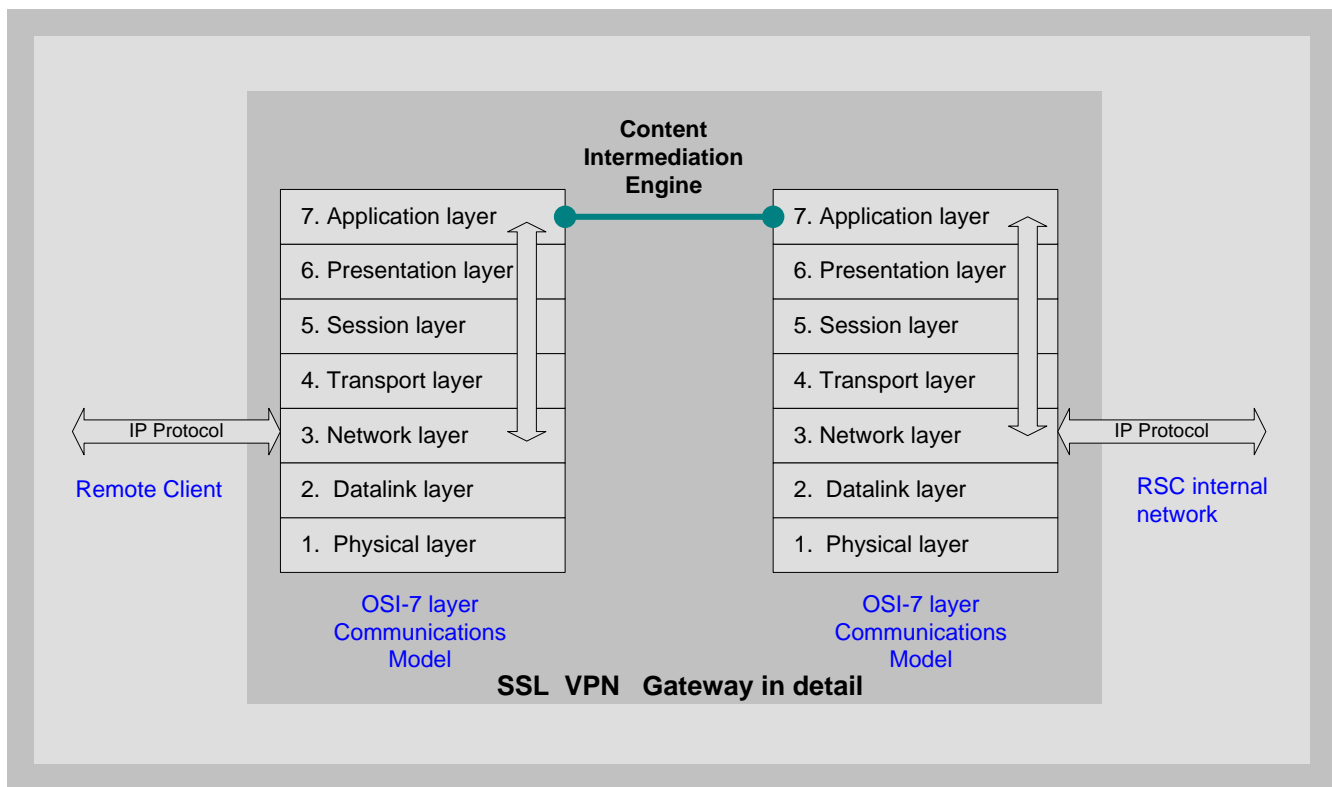 Content
Intermediation
Engine
7. Application layer
6. Presentation layer
5. Session layer
4. Transport layer
3. Network layer
2. Datalink layer
1. Physical layer
OSI-7 layer
Communications
Model
7. Application layer
6. Presentation layer
5. Session layer
4. Transport layer
3. Network layer
2. Datalink layer
1. Physical layer
OSI-7 layer
Communications
Model
IP Protocol
Remote Client
IP Protocol
RSC internal
network
SSL VPN Gateway in detail